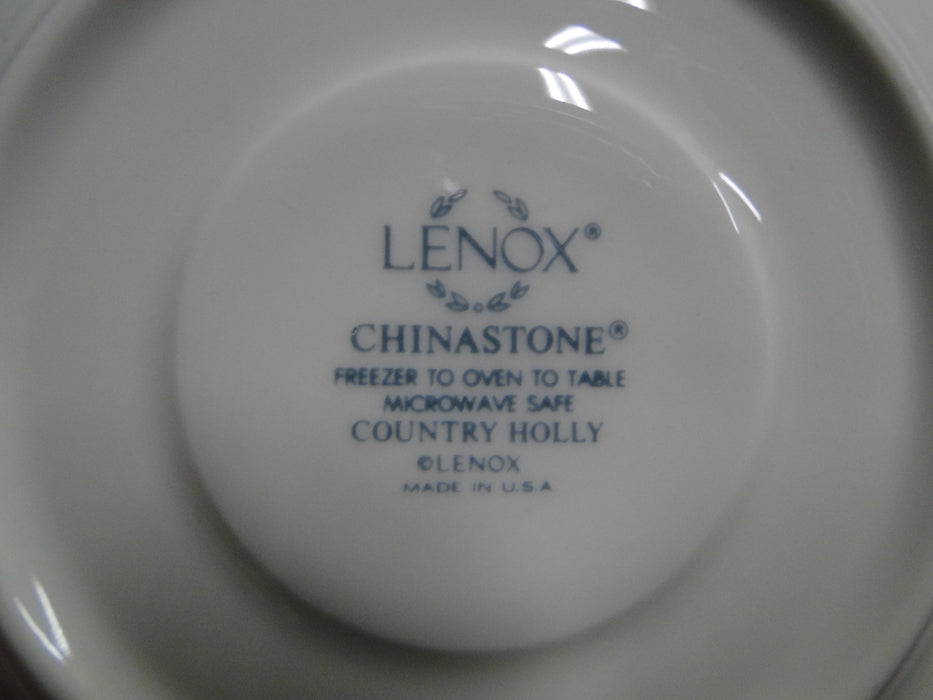 LENOX®
CHINASTONE®
FREEZER TO OVEN TO TABLE
MICROWAVE SAFE
COUNTRY HOLLY
©LENOX
MADE IN U.S.A